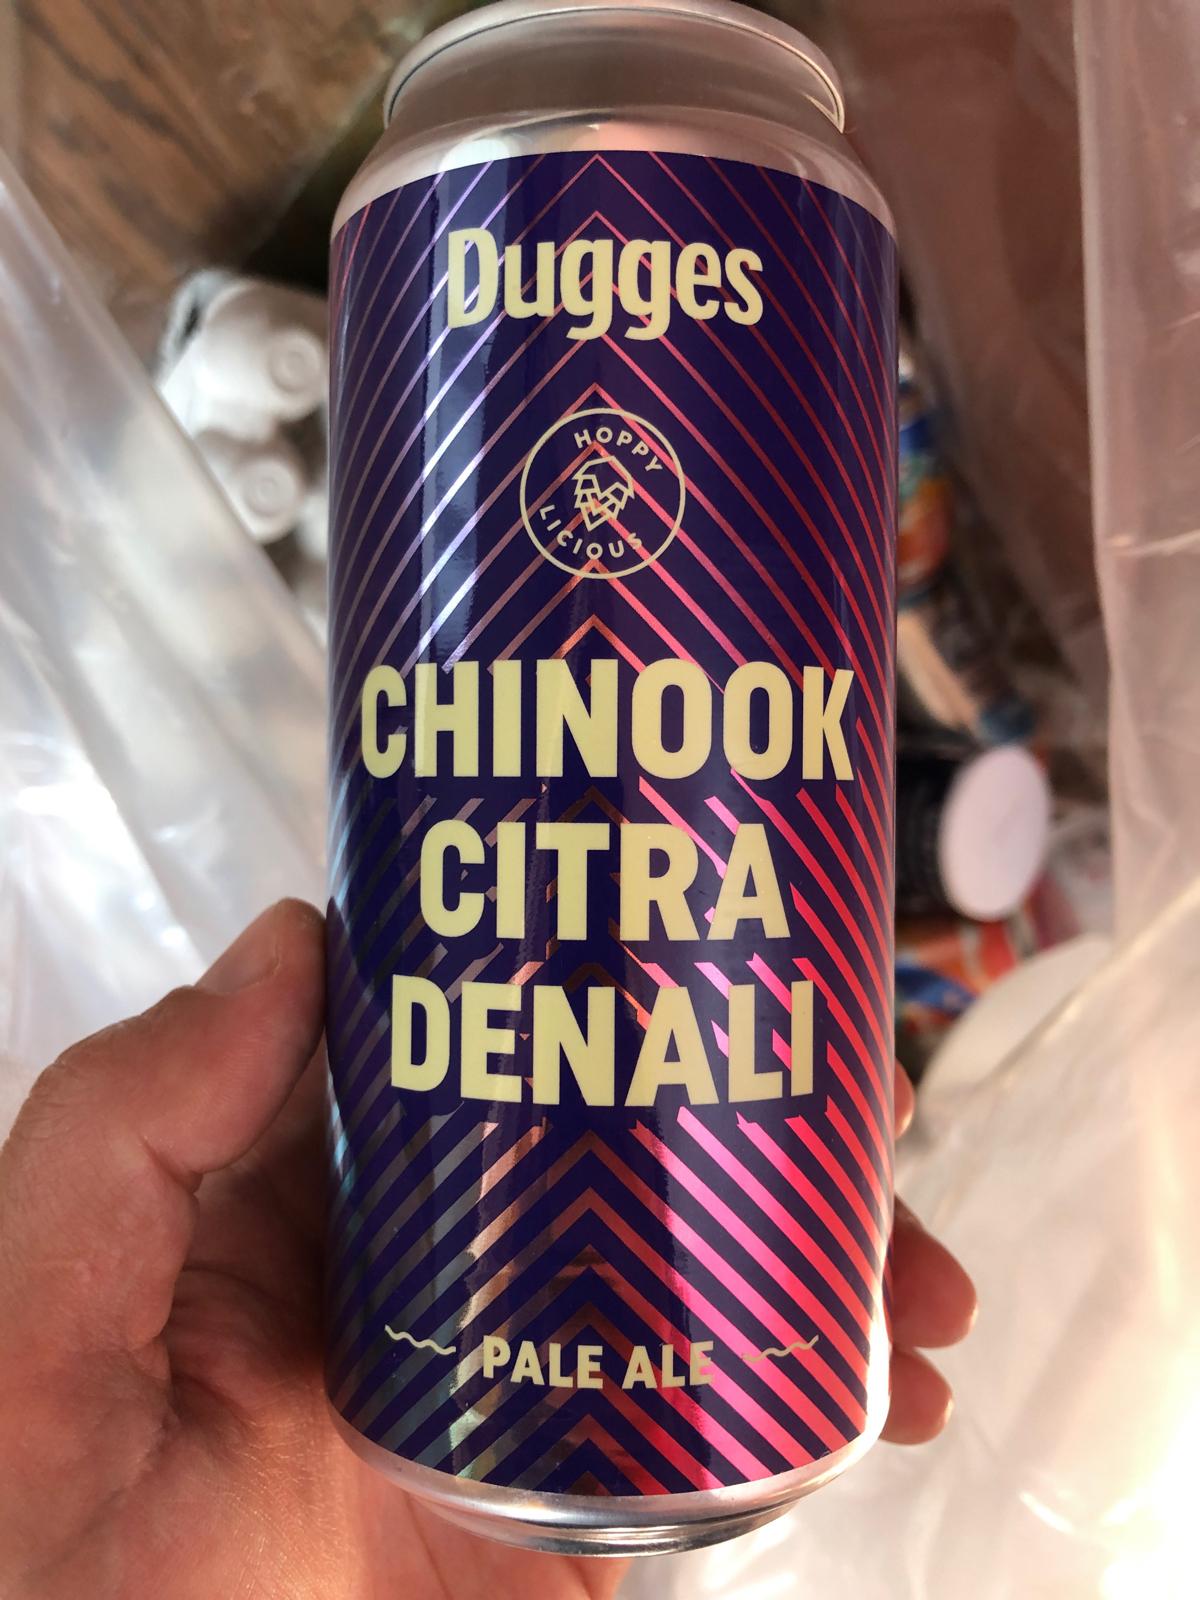 Dugges
HOPPY
LICIOUS
CHINOOK
CITRA
DENALI
PALE ALE